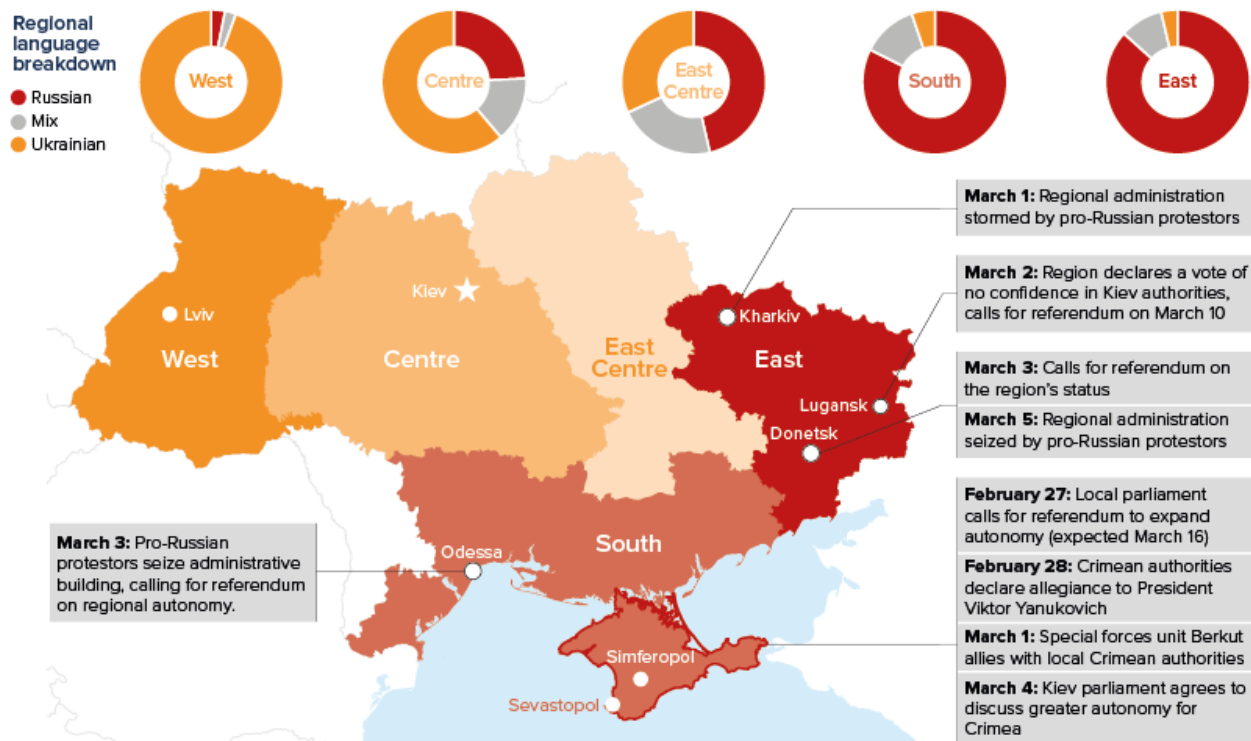 Regional
language
breakdown
Russian
Mix
Ukrainian
West
Centre
East
Centre
South
East
March 1: Regional administration
stormed by pro-Russian protestors
March 2: Region declares a vote of
no confidence in Kiev authorities,
calls for referendum on March 10
March 3: Calls for referendum on
the region's status
March 5: Regional administration
seized by pro-Russian protestors
February 27: Local parliament
calls for referendum to expand
autonomy (expected March 16)
February 28: Crimean authorities
declare allegiance to President
Viktor Yanukovich
March 1: Special forces unit Berkut
allies with local Crimean authorities
March 4: Kiev parliament agrees to
discuss greater autonomy for
Crimea
Kiev
Lviv
West
Centre
East
Centre
Kharkiv
East
Lugansk
Donetsk
South
Odessa
Simferopol
Sevastopol
March 3: Pro-Russian
protestors seize administrative
building, calling for referendum
on regional autonomy.